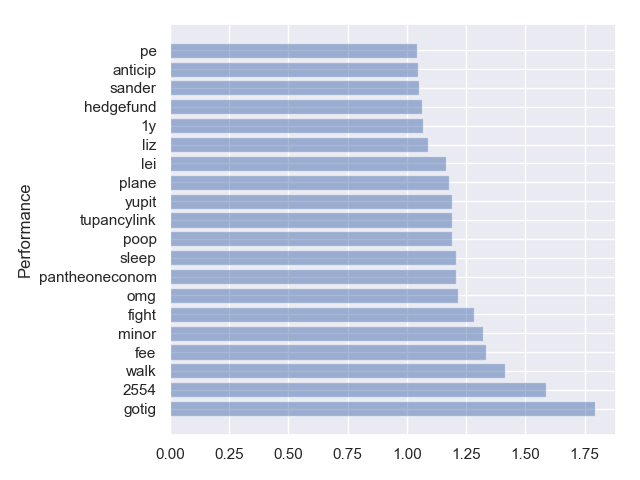 pe
anticip
sander
hedgefund
1y
liz
lei
plane
yupit
tupancylink
poop
sleep
pantheoneconom
omg
fight
minor
fee
walk
2554
gotig
Performance
0.00 0.25 0.50 0.75 1.00 1.25 1.50 1.75